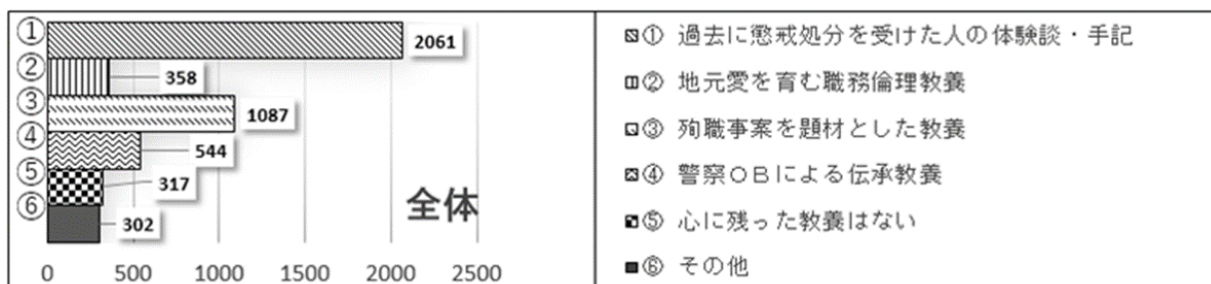 ① 2061
② 358
③ 1087
④ 544
⑤ 317
⑥ 302
全体
0 500 1000 1500 2000 2500
① 過去に懲戒処分を受けた人の体験談・手記
② 地元愛を育む職務倫理教養
③ 殉職事案を題材とした教養
④ 警察OBによる伝承教養
⑤ 心に残った教養はない
⑥ その他